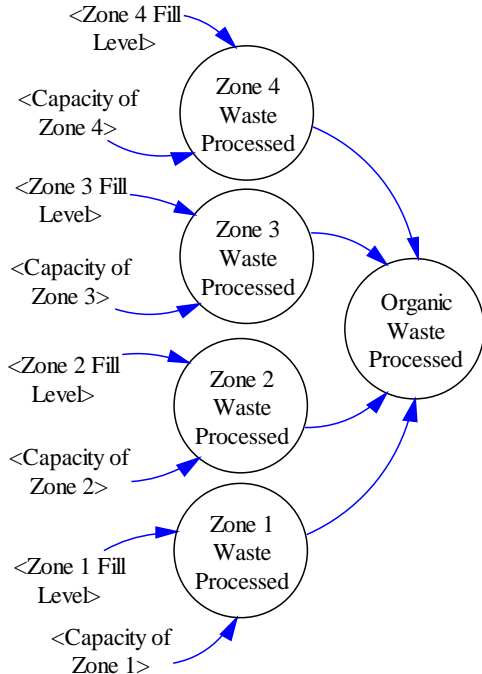 <Zone 4 Fill
Level>
Zone 4
Waste
Processed
<Capacity of
Zone 4>
<Zone 3 Fill
Level>
Zone 3
Waste
Processed
<Capacity of
Zone 3>
Organic
Waste
Processed
<Zone 2 Fill
Level>
Zone 2
Waste
Processed
<Capacity of
Zone 2>
Zone 1
Waste
Processed
<Zone 1 Fill
Level>
<Capacity of
Zone 1>